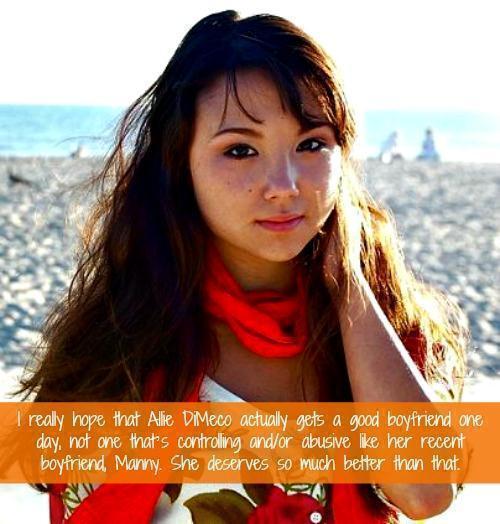 I really hope that Allie DiMeco actually gets a good boyfriend one
day, not one that's controlling and/or abusive like her recent
boyfriend, Manny. She deserves so much better than that.